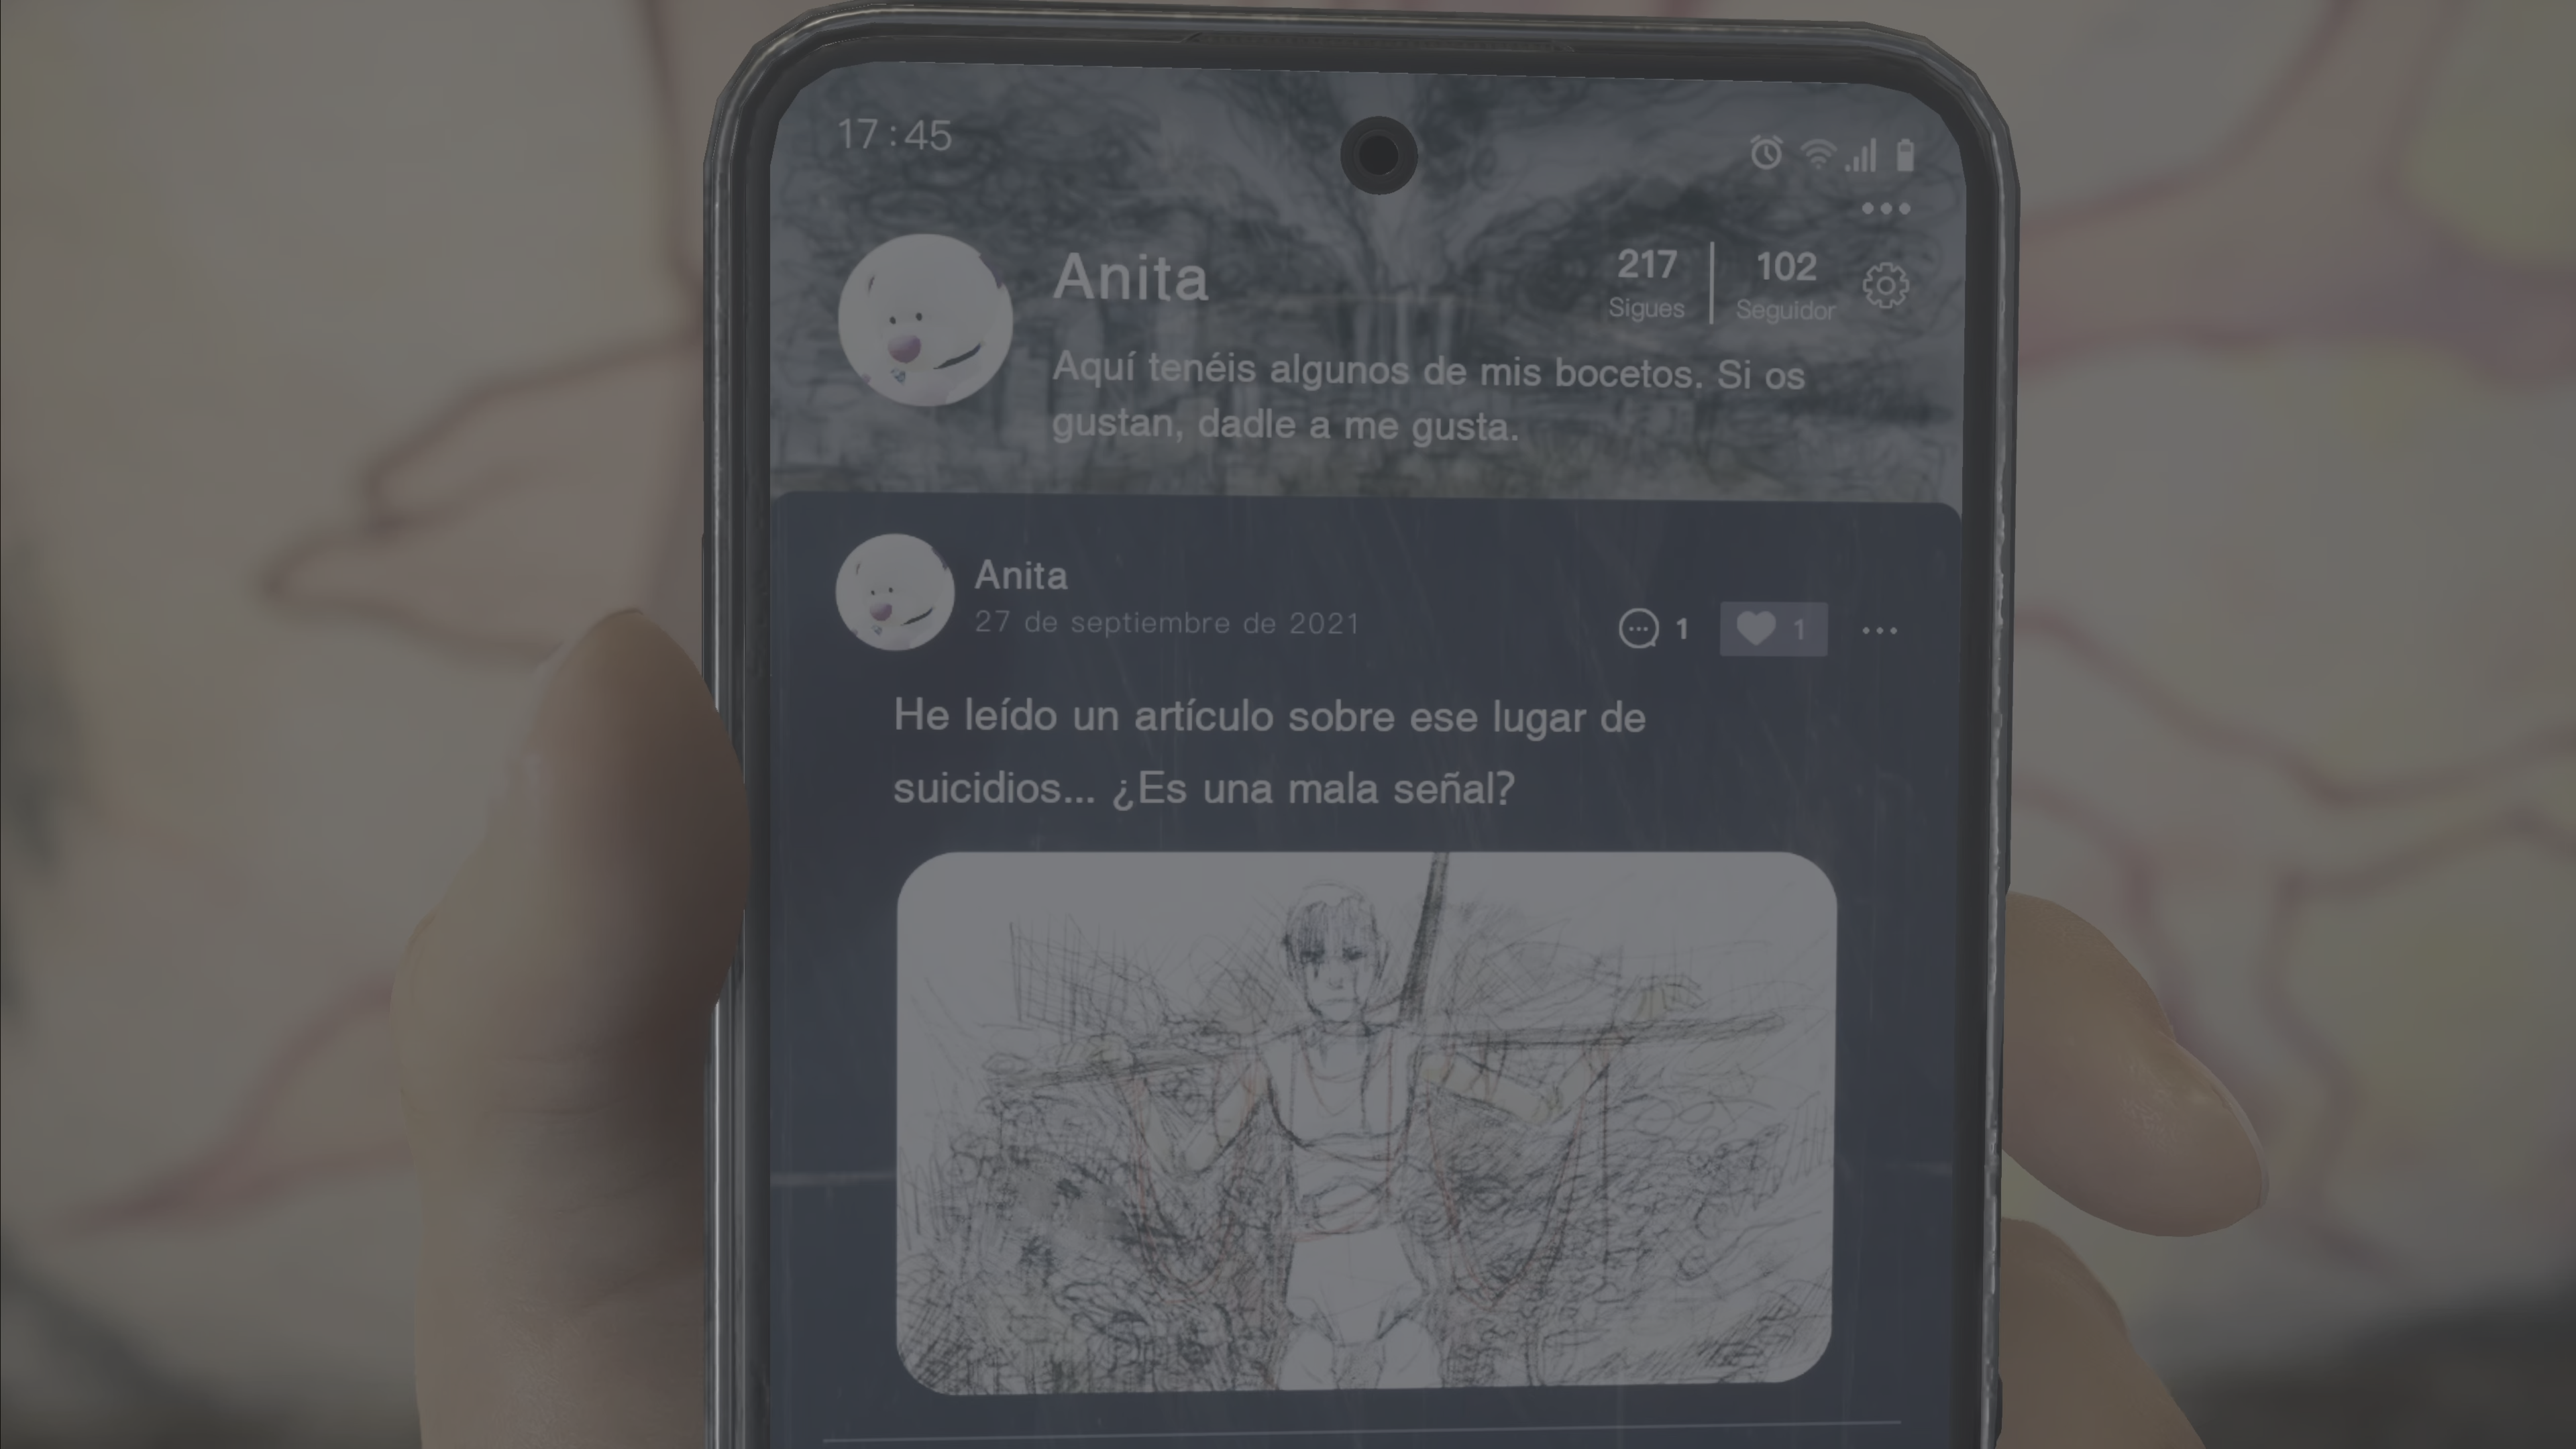 17:45
Anita
217
Sigues
102
Seguidor
Aquí tenéis algunos de mis bocetos. Si os
gustan, dadle a me gusta.
Anita
27 de septiembre de 2021
1
1
He leído un artículo sobre ese lugar de
suicidios... ¿Es una mala señal?